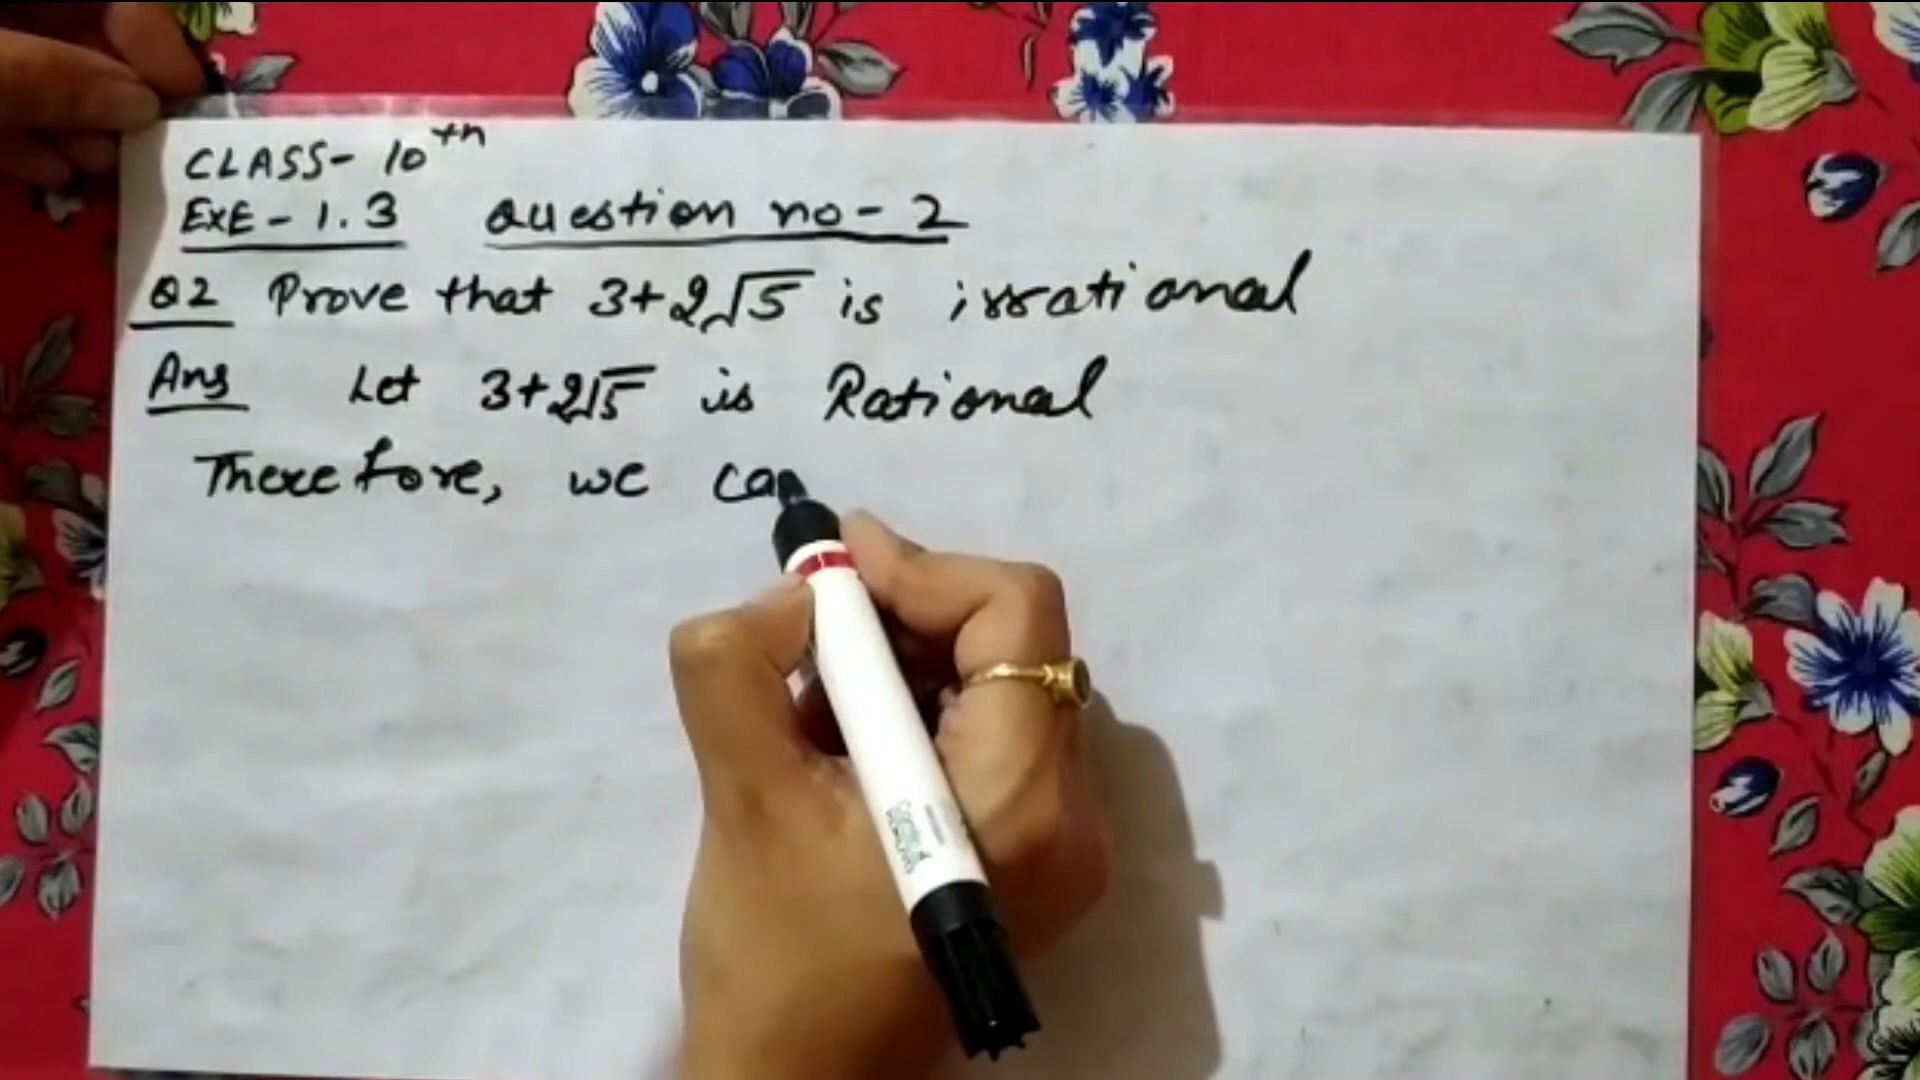 CLASS- 10th
EXE - 1.3 Question no - 2
Q2 Prove that 3+2√5 is irrational
Ans Let 3+2√5 is Rational
Therefore, we ca